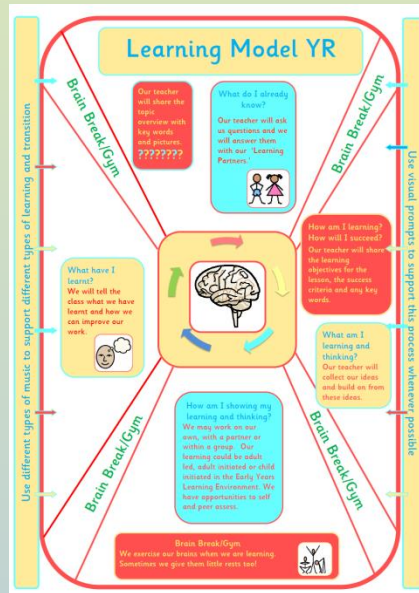 Learning Model YR
Use different types of music to support different types of learning and transition
Use visual prompts to support this process whenever possible
Brain Break/Gym
Brain Break/Gym
Our teacher
will share the
topic
overview with
key words
and pictures.
????????
What do I already
know?
Our teacher will ask
us questions and we
will answer them
with our 'Learning
Partners.'
How am I learning?
How will I succeed?
Our teacher will share
the learning
objectives for the
lesson, the success
criteria and any key
words.
What have I
learnt?
We will tell the
class what we have
learnt and how we
can improve our
work.
What am I
learning and
thinking?
Our teacher will
collect our ideas
and build on from
these ideas.
How am I showing my
learning and thinking?
We may work on our
own, with a partner or
within a group. Our
learning could be adult
led, adult initiated or child
initiated in the Early Years
Learning Environment. We
have opportunities to self
and peer assess.
Brain Break/Gym
Brain Break/Gym
Brain Break/Gym
We exercise our brains when we are learning.
Sometimes we give them little rests too!